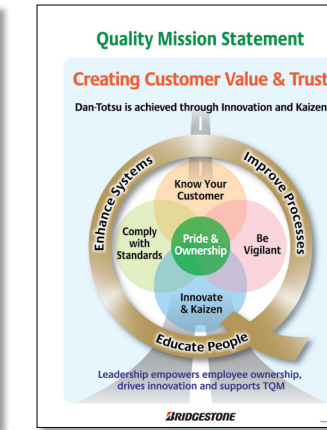 Quality Mission Statement
Creating Customer Value & Trust
Dan-Totsu is achieved through Innovation and Kaizen
Enhance Systems
Improve Processes
Know Your
Customer
Comply
with
Standards
Pride &
Ownership
Be
Vigilant
Innovate
& Kaizen
Educate People
Leadership empowers employee ownership,
drives innovation and supports TQM
BRIDGESTONE